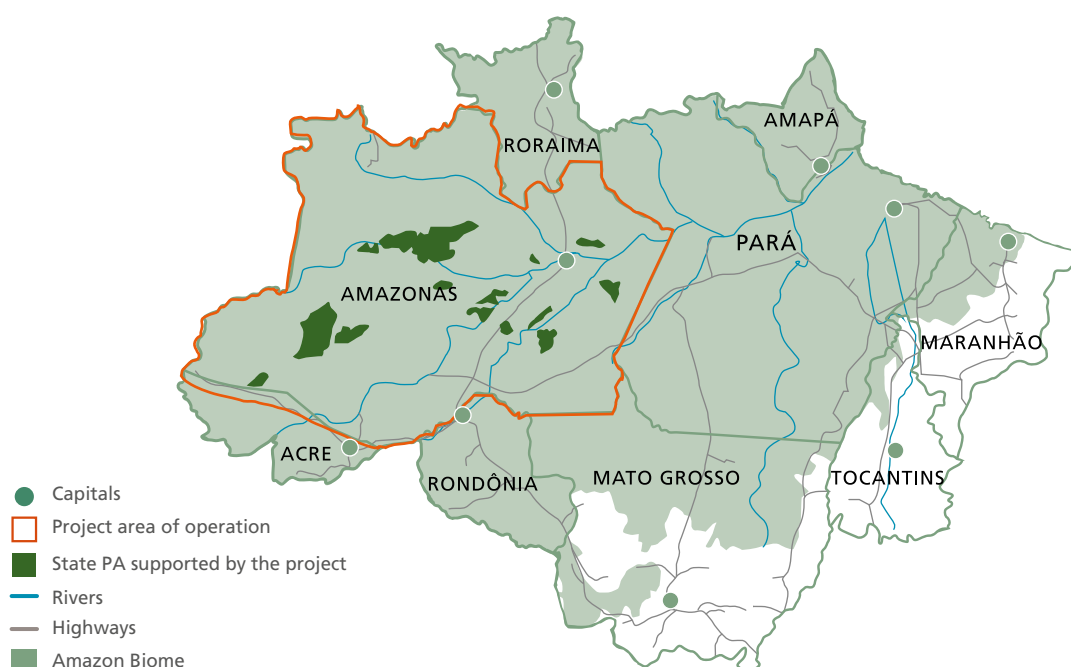 RORAIMA
AMAPÁ
PARÁ
AMAZONAS
MARANHÃO
ACRE
RONDÔNIA
MATO GROSSO
TOCANTINS
Capitals
Project area of operation
State PA supported by the project
Rivers
Highways
Amazon Biome